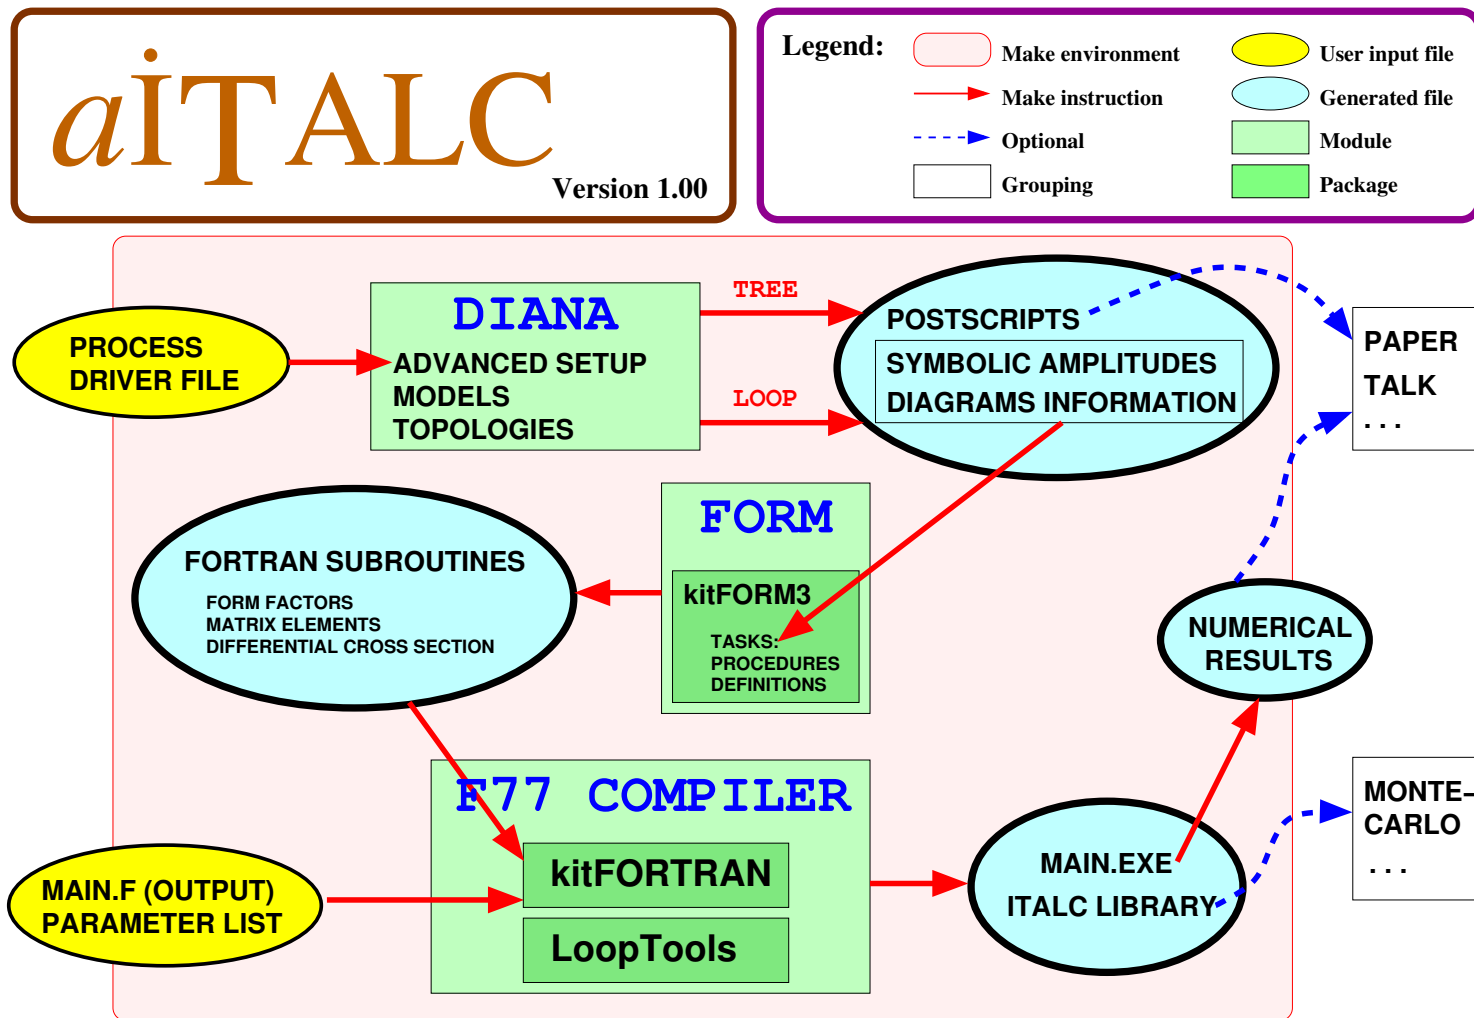 aİTALC
Version 1.00
Legend:
Make environment
User input file
Make instruction
Generated file
Optional
Module
Grouping
Package
PROCESS
DRIVER FILE
DIANA
ADVANCED SETUP
MODELS
TOPOLOGIES
TREE
LOOP
POSTSCRIPTS
SYMBOLIC AMPLITUDES
DIAGRAMS INFORMATION
PAPER
TALK
. . .
FORTRAN SUBROUTINES
FORM FACTORS
MATRIX ELEMENTS
DIFFERENTIAL CROSS SECTION
FORM
kitFORM3
TASKS:
PROCEDURES
DEFINITIONS
NUMERICAL
RESULTS
MAIN.F (OUTPUT)
PARAMETER LIST
F77 COMPILER
kitFORTRAN
LoopTools
MAIN.EXE
ITALC LIBRARY
MONTE–
CARLO
. . .